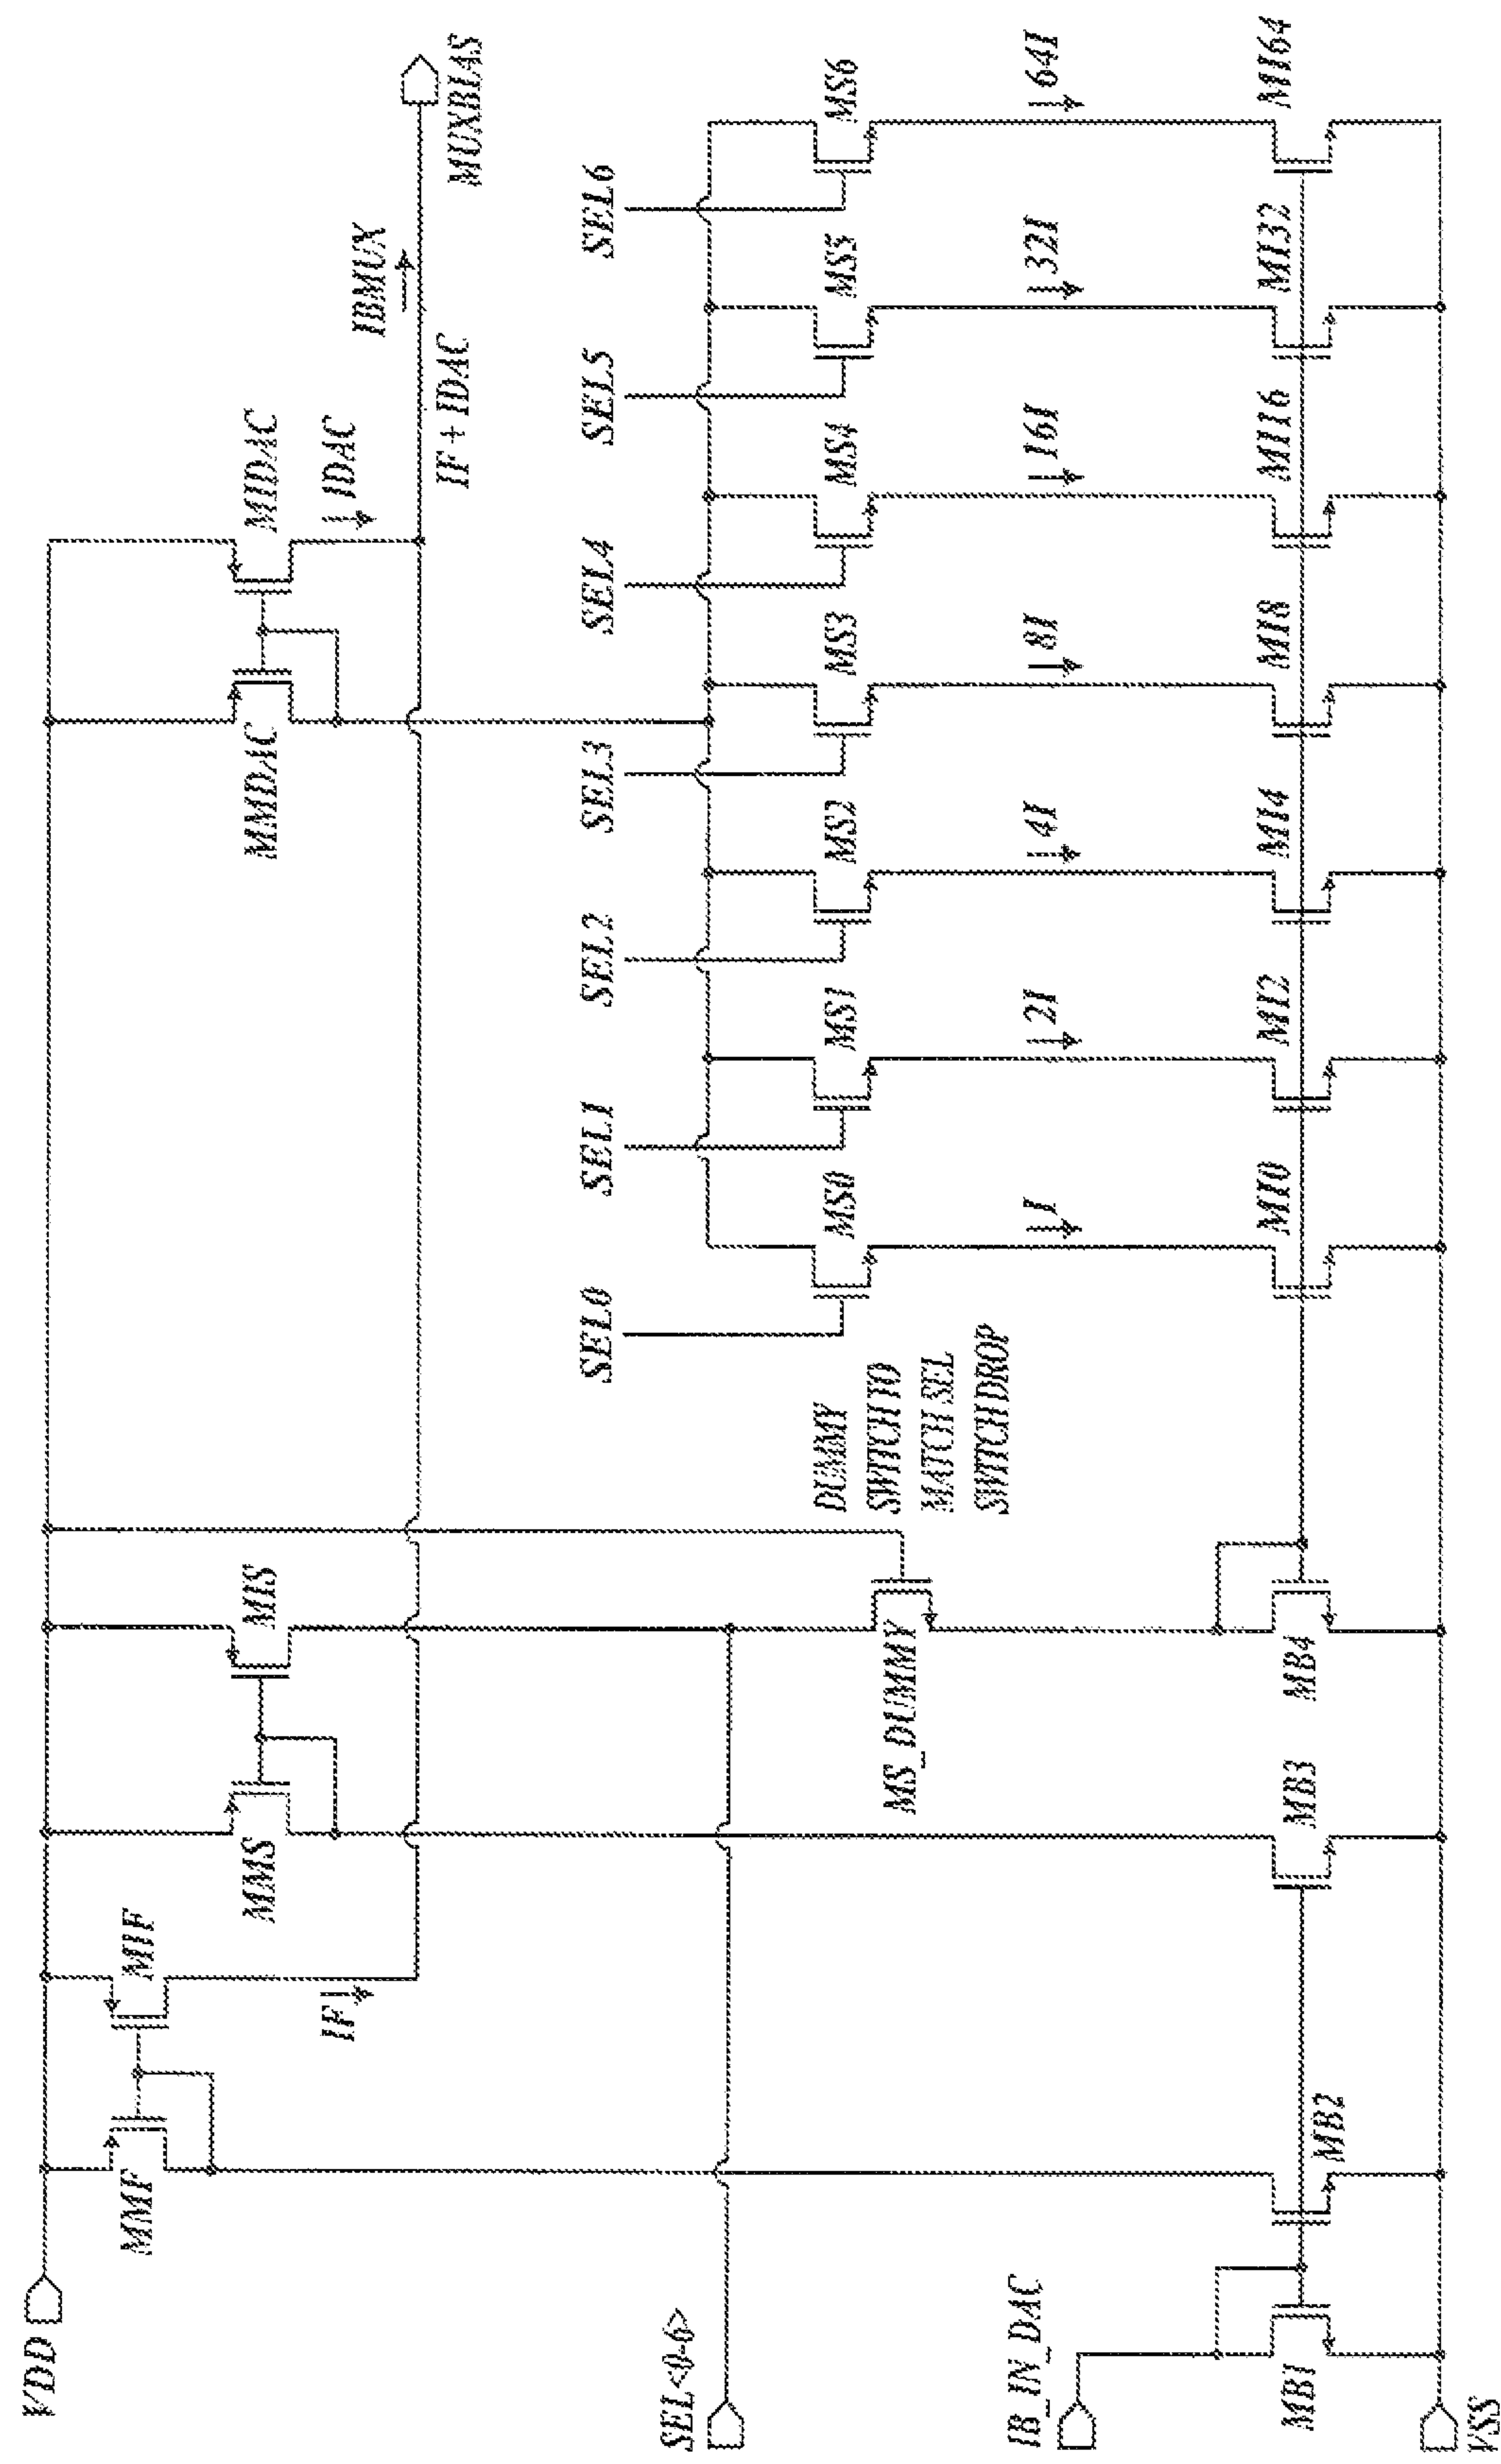 VDD
MMF
MIF
IF
MMS
MIS
MMDAC
MIDAC
IDAC
IBMUX
IF + IDAC
MUXBIAS
SEL<0-6>
SEL0
SEL1
SEL2
SEL3
SEL4
SEL5
SEL6
MS_DUMMY
DUMMY
SWITCH TO
MATCH SEL
SWITCH DROP
MS0
MS1
MS2
MS3
MS4
MS5
MS6
I
2I
4I
8I
16I
32I
64I
IB_IN_DAC
MB1
MB2
MB3
MB4
MI0
MI2
MI4
MI8
MI16
MI32
MI64
VSS